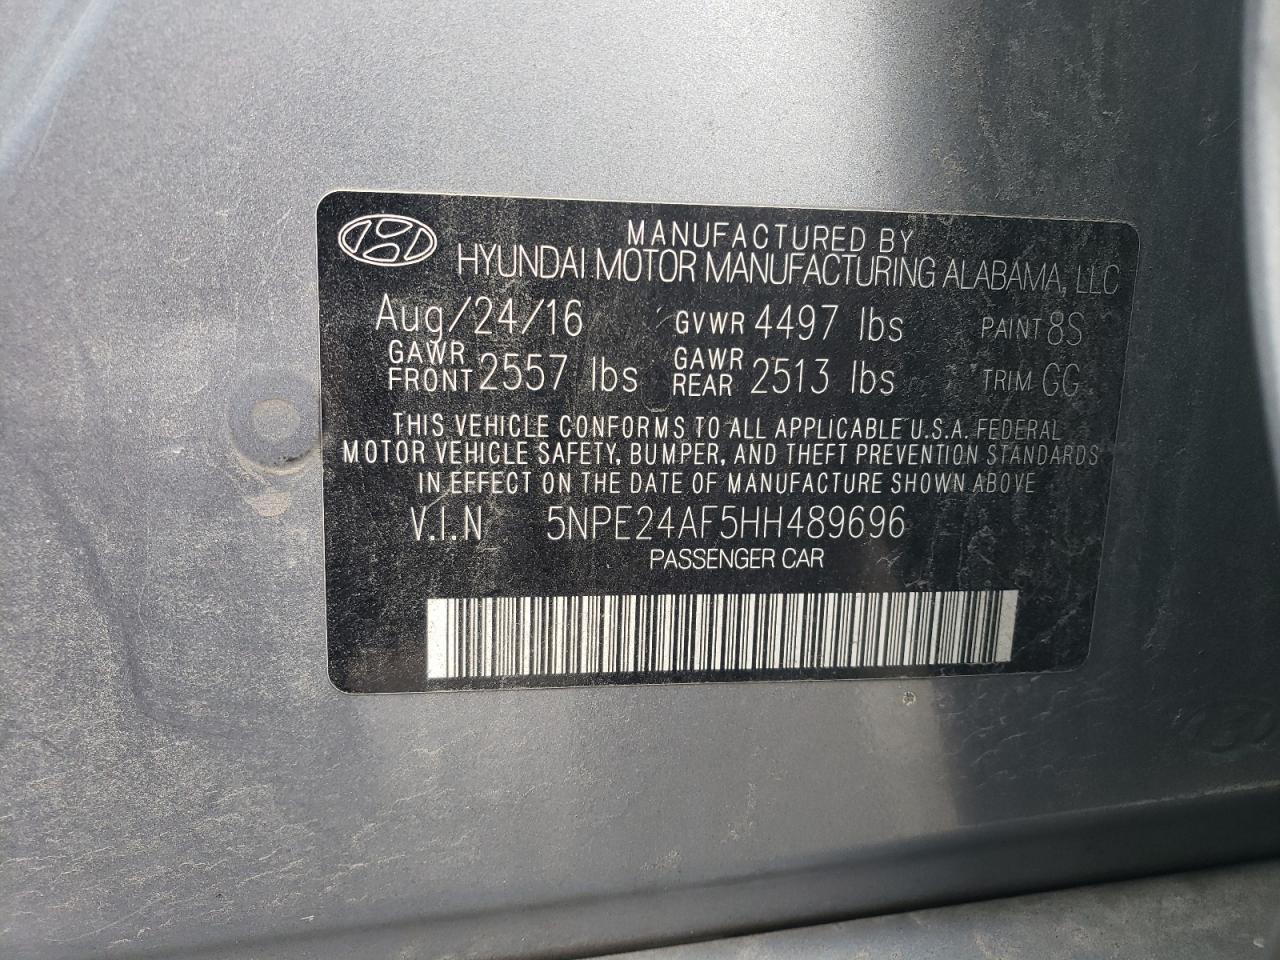 MANUFACTURED BY
HYUNDAI MOTOR MANUFACTURING ALABAMA, LLC
Aug/24/16 GVWR 4497 lbs PAINT 8S
GAWR FRONT 2557 lbs GAWR REAR 2513 lbs TRIM GG
THIS VEHICLE CONFORMS TO ALL APPLICABLE U.S.A. FEDERAL
MOTOR VEHICLE SAFETY, BUMPER, AND THEFT PREVENTION STANDARDS
IN EFFECT ON THE DATE OF MANUFACTURE SHOWN ABOVE
V.I.N 5NPE24AF5HH489696
PASSENGER CAR